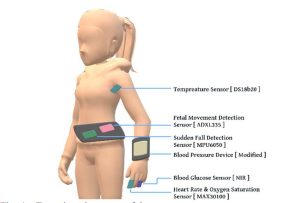 Temperature Sensor [ DS18b20 ]
Fetal Movement Detection
Sensor [ ADXL335 ]
Sudden Fall Detection
Sensor [ MPU6050 ]
Blood Pressure Device [ Modified ]
Blood Glucose Sensor [ NIR ]
Heart Rate & Oxygen Saturation
Sensor [ MAX30100 ]